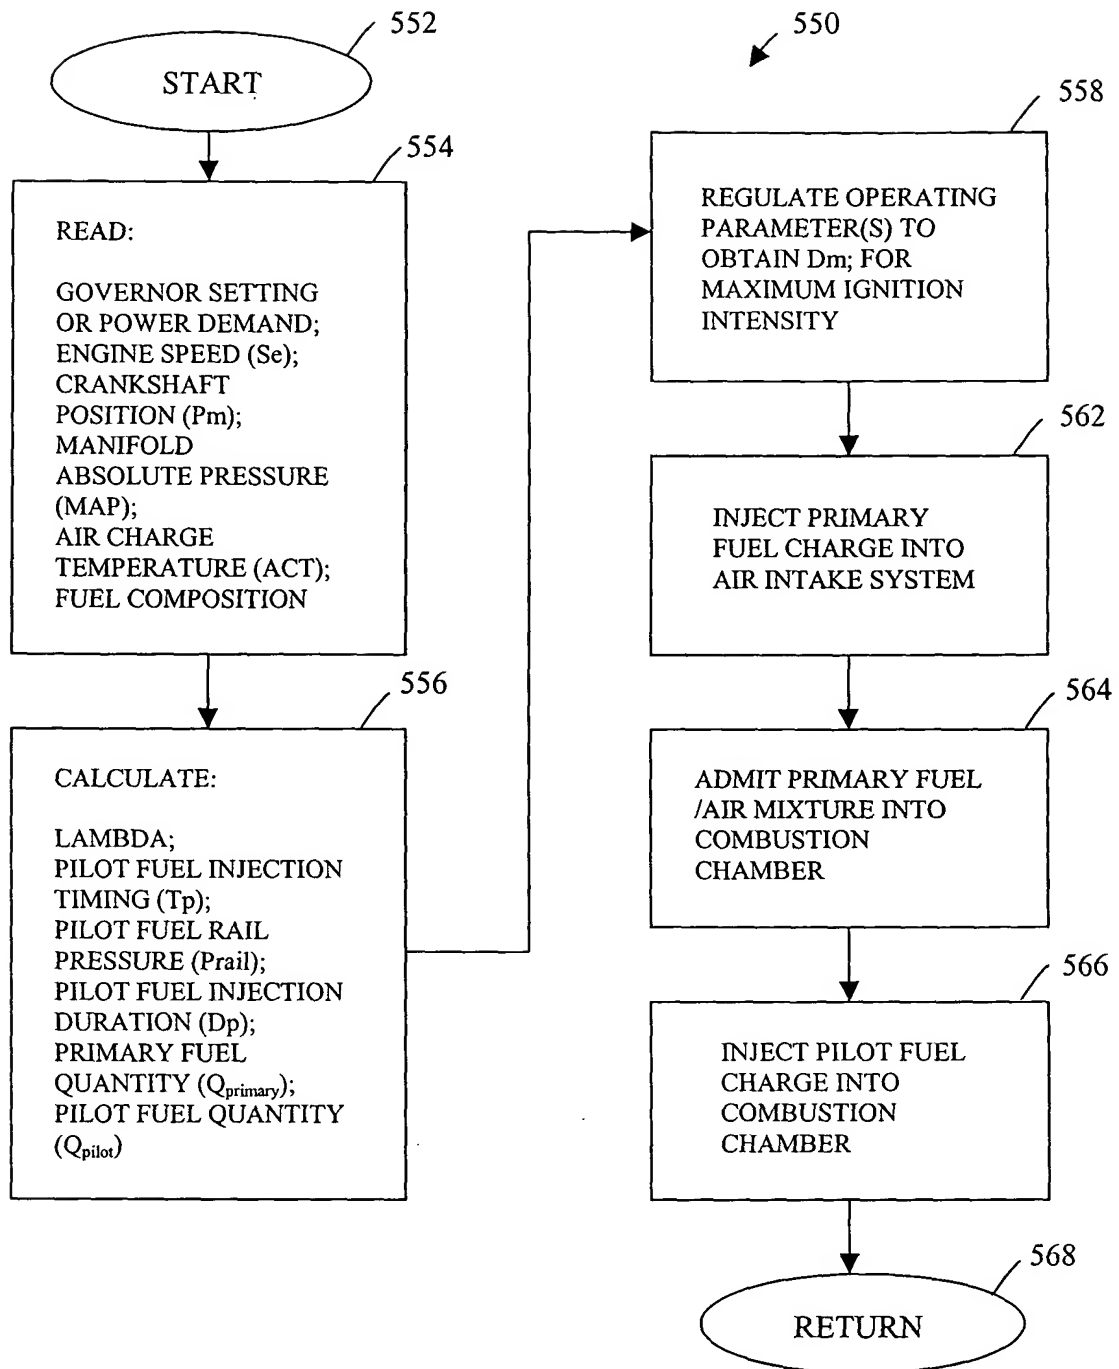 552
START
554
READ:
GOVERNOR SETTING
OR POWER DEMAND;
ENGINE SPEED (Se);
CRANKSHAFT
POSITION (Pm);
MANIFOLD
ABSOLUTE PRESSURE
(MAP);
AIR CHARGE
TEMPERATURE (ACT);
FUEL COMPOSITION
556
CALCULATE:
LAMBDA;
PILOT FUEL INJECTION
TIMING (Tp);
PILOT FUEL RAIL
PRESSURE (Prail);
PILOT FUEL INJECTION
DURATION (Dp);
PRIMARY FUEL
QUANTITY (Qprimary);
PILOT FUEL QUANTITY
(Qpilot)
550
558
REGULATE OPERATING
PARAMETER(S) TO
OBTAIN Dm; FOR
MAXIMUM IGNITION
INTENSITY
562
INJECT PRIMARY
FUEL CHARGE INTO
AIR INTAKE SYSTEM
564
ADMIT PRIMARY FUEL
/AIR MIXTURE INTO
COMBUSTION
CHAMBER
566
INJECT PILOT FUEL
CHARGE INTO
COMBUSTION
CHAMBER
568
RETURN